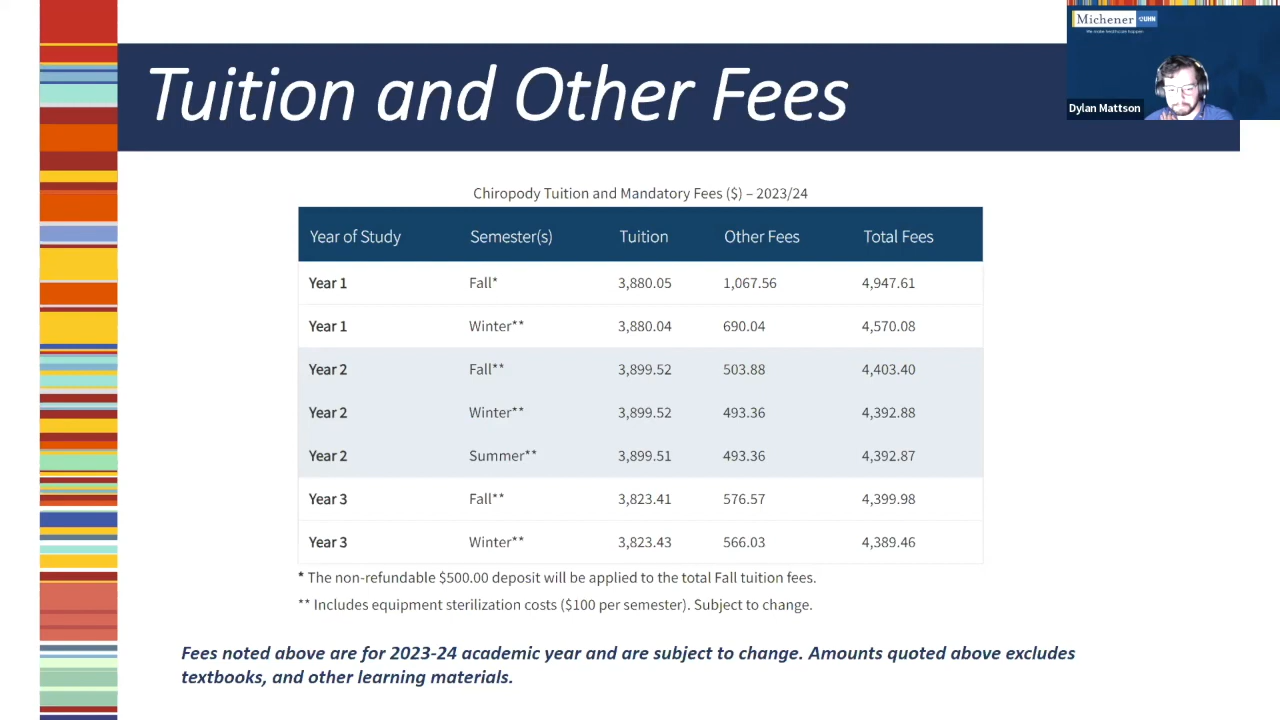 Michener UHN
We make healthcare happen
Dylan Mattson
Tuition and Other Fees
Chiropody Tuition and Mandatory Fees ($) – 2023/24
Year of Study Semester(s) Tuition Other Fees Total Fees
Year 1 Fall* 3,880.05 1,067.56 4,947.61
Year 1 Winter** 3,880.04 690.04 4,570.08
Year 2 Fall** 3,899.52 503.88 4,403.40
Year 2 Winter** 3,899.52 493.36 4,392.88
Year 2 Summer** 3,899.51 493.36 4,392.87
Year 3 Fall** 3,823.41 576.57 4,399.98
Year 3 Winter** 3,823.43 566.03 4,389.46
* The non-refundable $500.00 deposit will be applied to the total Fall tuition fees.
** Includes equipment sterilization costs ($100 per semester). Subject to change.
Fees noted above are for 2023-24 academic year and are subject to change. Amounts quoted above excludes
textbooks, and other learning materials.